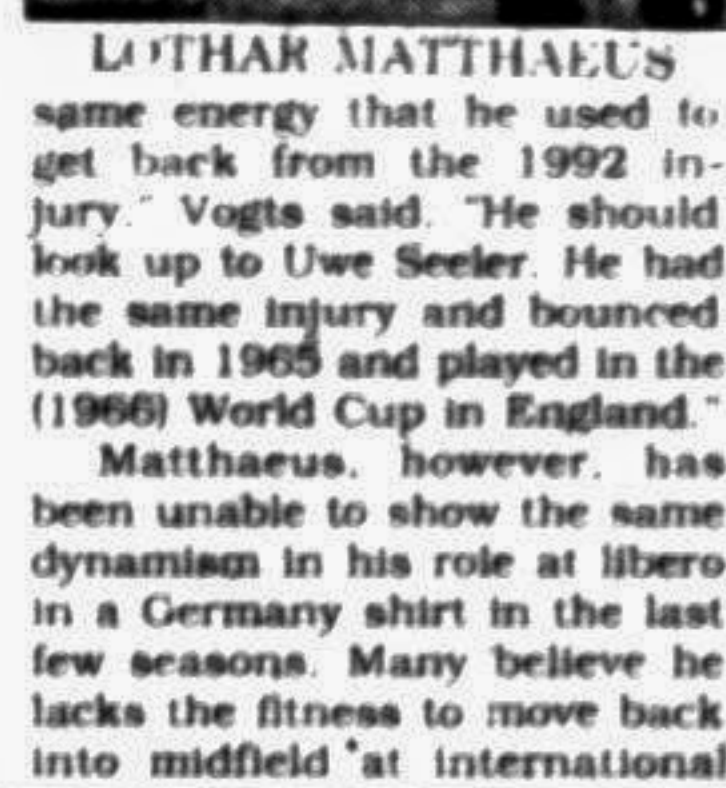 LOTHAR MATTHAEUS
same energy that he used to
get back from the 1992 in-
jury." Vogts said. "He should
look up to Uwe Seeler. He had
the same injury and bounced
back in 1965 and played in the
(1966) World Cup in England."
Matthaeus, however, has
been unable to show the same
dynamism in his role at libero
in a Germany shirt in the last
few seasons. Many believe he
lacks the fitness to move back
into midfield at international